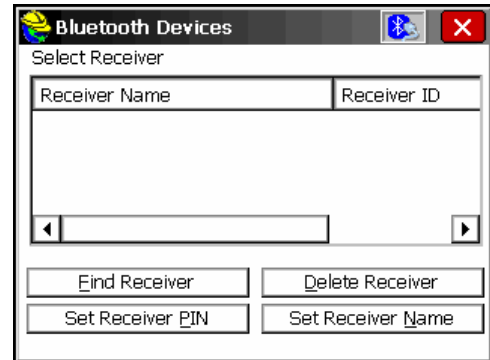 Bluetooth Devices
Select Receiver
Receiver Name Receiver ID
Find Receiver Delete Receiver
Set Receiver PIN Set Receiver Name